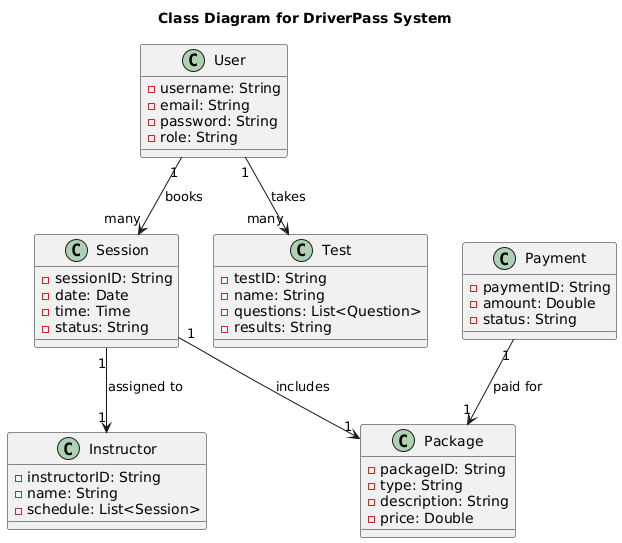 Class Diagram for DriverPass System
C User
username: String
email: String
password: String
role: String
1 1
books takes
many many
C Session
sessionID: String
date: Date
time: Time
status: String
C Test
testID: String
name: String
questions: List<Question>
results: String
C Payment
paymentID: String
amount: Double
status: String
1 1 1
assigned to includes paid for
1 1 1
C Instructor
instructorID: String
name: String
schedule: List<Session>
C Package
packageID: String
type: String
description: String
price: Double